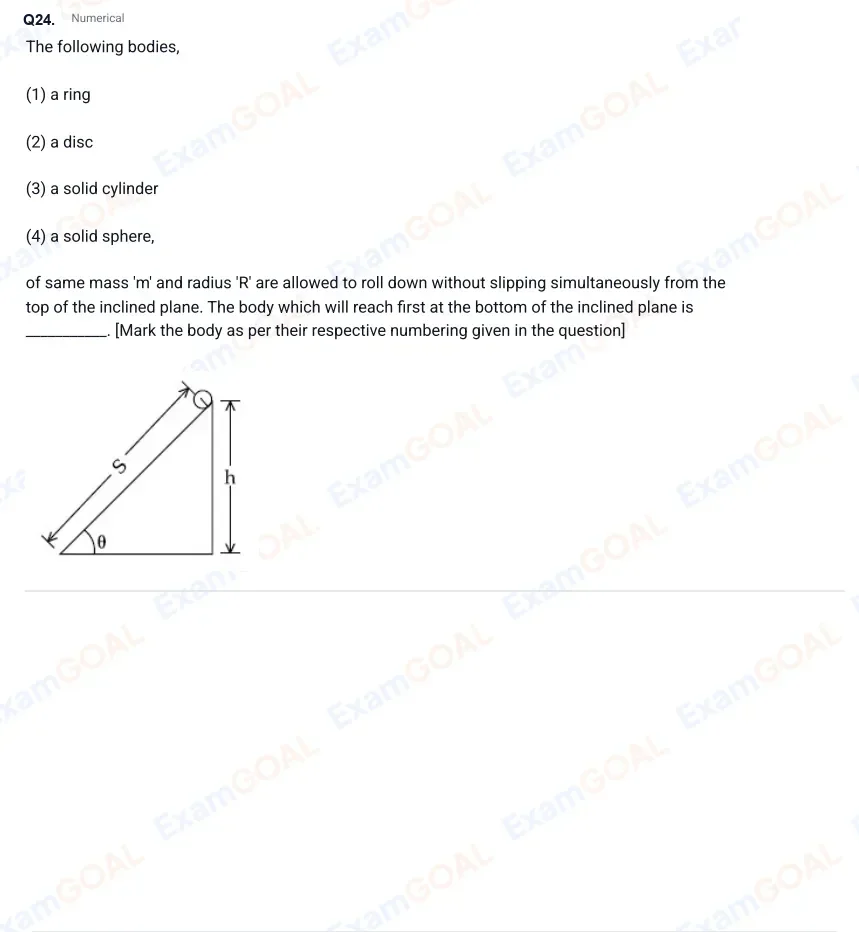 Q24. Numerical
The following bodies,
(1) a ring
(2) a disc
(3) a solid cylinder
(4) a solid sphere,
of same mass 'm' and radius 'R' are allowed to roll down without slipping simultaneously from the
top of the inclined plane. The body which will reach first at the bottom of the inclined plane is
__________. [Mark the body as per their respective numbering given in the question]
S
h
θ
ExamGOAL